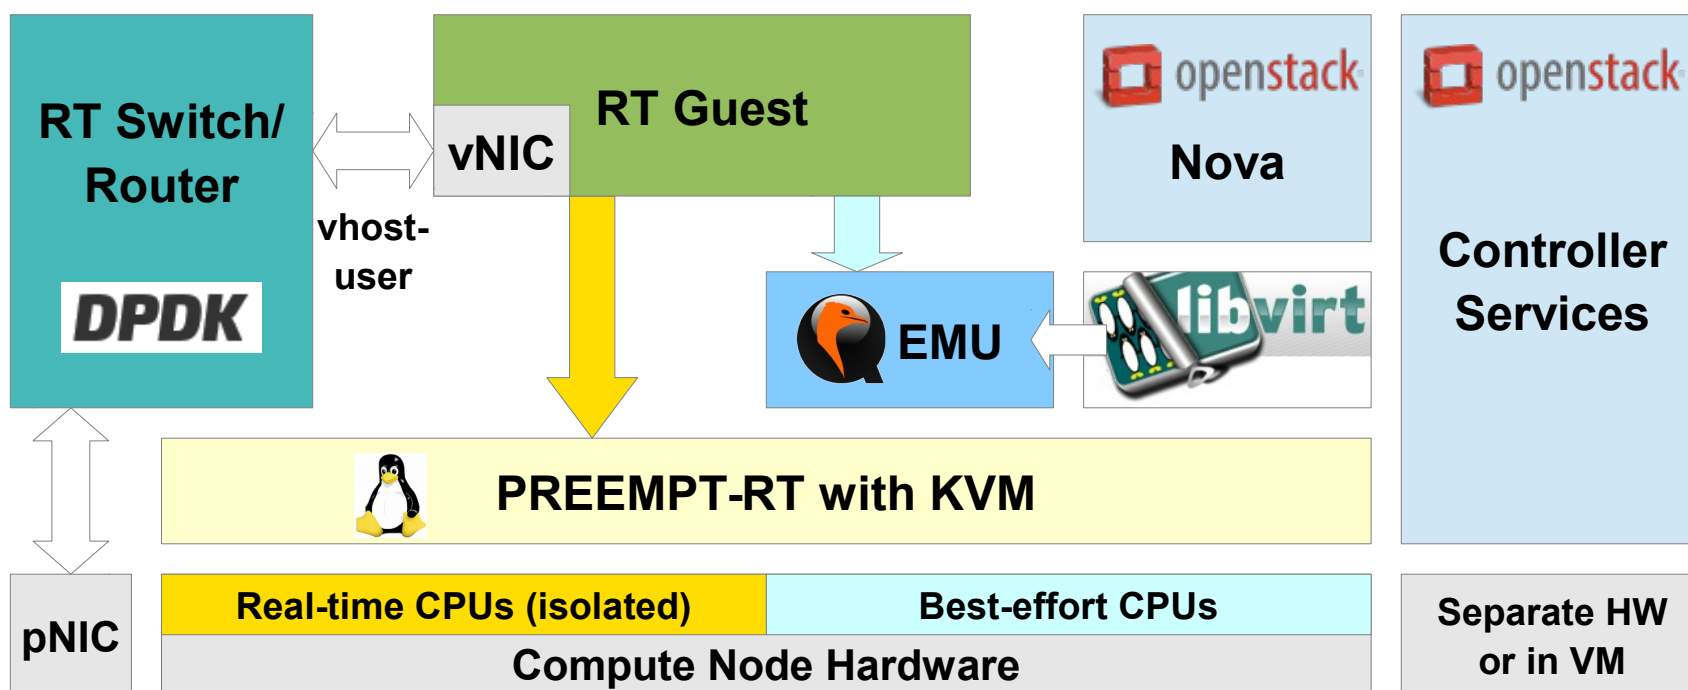 RT Switch/
Router
DPDK
vhost-
user
RT Guest
vNIC
openstack
Nova
openstack
Controller
Services
EMU
libvirt
PREEMPT-RT with KVM
pNIC
Real-time CPUs (isolated)
Best-effort CPUs
Compute Node Hardware
Separate HW
or in VM